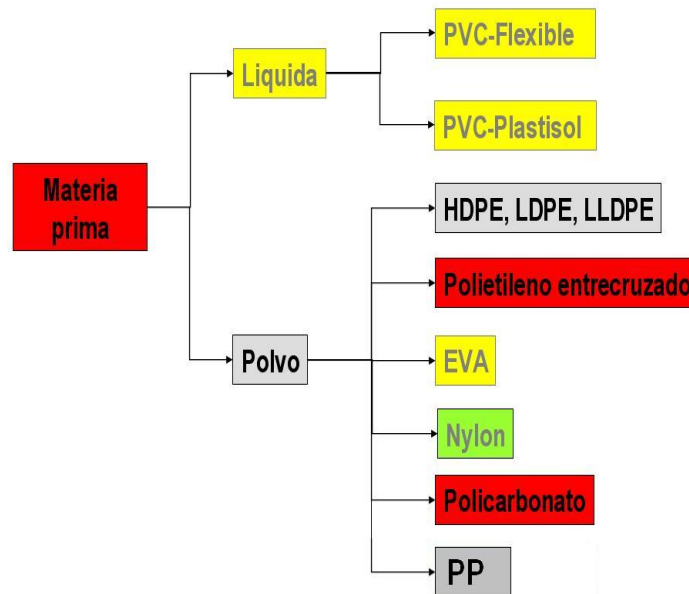 Materia
prima
Liquida
PVC-Flexible
PVC-Plastisol
Polvo
HDPE, LDPE, LLDPE
Polietileno entrecruzado
EVA
Nylon
Policarbonato
PP